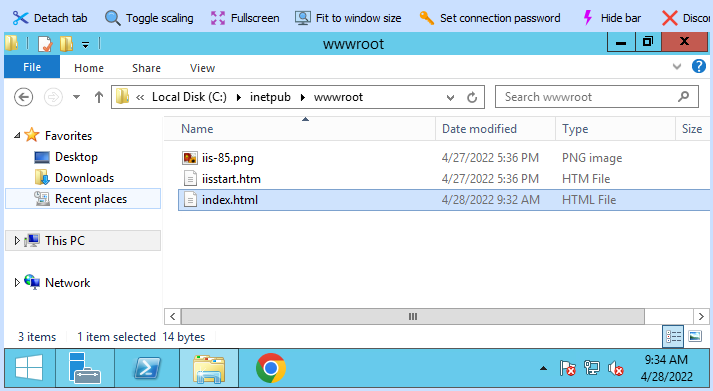 Detach tab Toggle scaling Fullscreen Fit to window size Set connection password Hide bar Discon
wwwroot
File Home Share View
Local Disk (C:) inetpub wwwroot Search wwwroot
Name Date modified Type Size
Favorites
Desktop
Downloads
Recent places
This PC
Network
iis-85.png 4/27/2022 5:36 PM PNG image
iisstart.htm 4/27/2022 5:36 PM HTM File
index.html 4/28/2022 9:32 AM HTML File
3 items 1 item selected 14 bytes
9:34 AM
4/28/2022